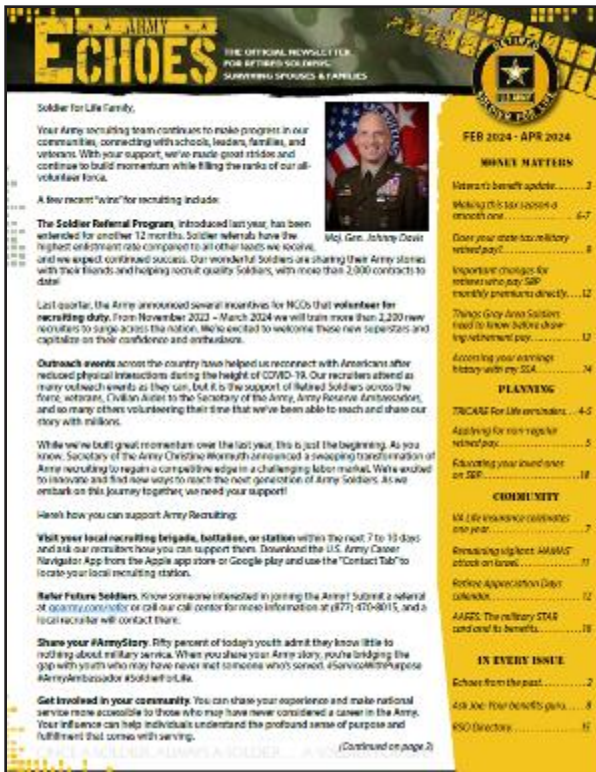 ARMY
ECHOES
THE OFFICIAL NEWSLETTER
FOR RETIRED SOLDIERS,
SURVIVING SPOUSES & FAMILIES
RETIRED
U.S. ARMY
SOLDIER FOR LIFE
Soldier for Life Family,
Your Army recruiting team continues to make progress in our
communities, connecting with schools, leaders, families, and
veterans. With your support, we've made great strides and
continue to build momentum while filling the ranks of our all-
volunteer force.
A few recent "wins" for recruiting include:
The Soldier Referral Program, introduced last year, has been
extended for another 12 months. Soldier referrals have the
highest enlistment rate compared to all other leads we receive,
and we expect continued success. Our wonderful Soldiers are sharing their Army stories
with their friends and helping recruit quality Soldiers, with more than 2,000 contracts to
date!
Maj. Gen. Johnny Davis
Last quarter, the Army announced several incentives for NCOs that volunteer for
recruiting duty. From November 2023 – March 2024 we will train more than 2,200 new
recruiters to surge across the nation. We're excited to welcome these new superstars and
capitalize on their confidence and enthusiasm.
Outreach events across the country have helped us reconnect with Americans after
reduced physical interactions during the height of COVID-19. Our recruiters attend as
many outreach events as they can, but it is the support of Retired Soldiers across the
force, veterans, Civilian Aides to the Secretary of the Army, Army Reserve Ambassadors,
and so many others volunteering their time that we've been able to reach and share our
story with millions.
While we've built great momentum over the last year, this is just the beginning. As you
know, Secretary of the Army Christine Wormuth announced a sweeping transformation of
Army recruiting to regain a competitive edge in a challenging labor market. We're excited
to innovate and find new ways to reach the next generation of Army Soldiers. As we
embark on this journey together, we need your support!
Here's how you can support Army Recruiting:
Visit your local recruiting brigade, battalion, or station within the next 7 to 10 days
and ask our recruiters how you can support them. Download the U.S. Army Career
Navigator App from the Apple app store or Google play and use the "Contact Tab" to
locate your local recruiting station.
Refer Future Soldiers. Know someone interested in joining the Army? Submit a referral
at goarmy.com/refer or call our call center for more information at (877) 470-8015, and a
local recruiter will contact them.
Share your #ArmyStory. Fifty percent of today's youth admit they know little to
nothing about military service. When you share your Army story, you're bridging the
gap with youth who may have never met someone who's served. #ServiceWithPurpose
#ArmyAmbassador #SoldierForLife.
Get involved in your community. You can share your experience and make national
service more accessible to those who may have never considered a career in the Army.
Your influence can help individuals understand the profound sense of purpose and
fulfillment that comes with serving.
(Continued on page 3)
ONCE A SOLDIER, ALWAYS A SOLDIER . . . A SOLDIER FOR LIFE
FEB 2024 - APR 2024
MONEY MATTERS
Veteran's benefit update 3
Making this tax season a
smooth one 6-7
Does your state tax military
retired pay? 9
Important changes for
retirees who pay SBP
monthly premiums directly 12
Things Gray Area Soldiers
need to know before draw-
ing retirement pay 13
Accessing your earnings
history with my SSA 14
PLANNING
TRICARE For Life reminders 4-5
Applying for non-regular
retired pay 5
Educating your loved ones
on SBP 18
COMMUNITY
VA Life Insurance celebrates
one year 7
Remaining vigilant: HAMAS'
attack on Israel 11
Retiree Appreciation Days
calendar 12
AAFES: The military STAR
card and its benefits 16
IN EVERY ISSUE
Echoes from the past 2
Ask Joe: Your benefits guru 8
RSO Directory 15